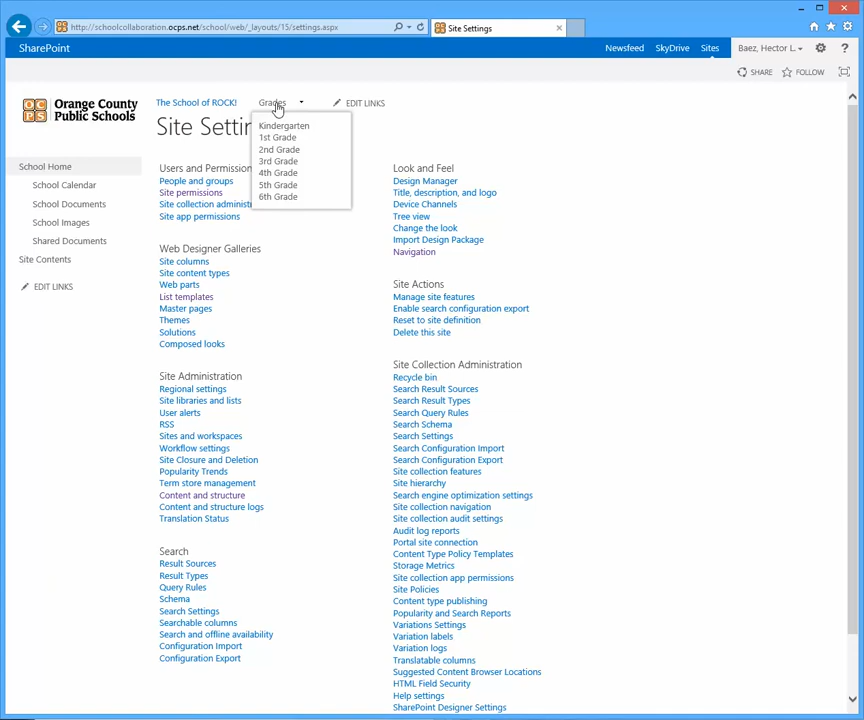 http://schoolcollaboration.ocps.net/school/web/_layouts/15/settings.aspx
Site Settings
SharePoint
Newsfeed SkyDrive Sites Baez, Hector L. ?
SHARE FOLLOW
The School of ROCK! Grades EDIT LINKS
Orange County
Public Schools
OCPS
Kindergarten
1st Grade
2nd Grade
3rd Grade
4th Grade
5th Grade
6th Grade
School Home
School Calendar
School Documents
School Images
Shared Documents
Site Contents
EDIT LINKS
Users and
People and groups
Site permissions
Site collection
Site app permissions
Web Designer Galleries
Site columns
Site content types
Web parts
List templates
Master pages
Themes
Solutions
Composed looks
Site Administration
Regional settings
Site libraries and lists
User alerts
RSS
Sites and workspaces
Workflow settings
Site Closure and Deletion
Popularity Trends
Term store management
Content and structure
Content and structure logs
Translation Status
Search
Result Sources
Result Types
Query Rules
Schema
Search Settings
Searchable columns
Search and offline availability
Configuration Import
Configuration Export
Look and Feel
Design Manager
Title, description, and logo
Device Channels
Tree view
Change the look
Import Design Package
Navigation
Site Actions
Manage site features
Enable search configuration export
Reset to site definition
Delete this site
Site Collection Administration
Recycle bin
Search Result Sources
Search Result Types
Search Query Rules
Search Schema
Search Settings
Search Configuration Import
Search Configuration Export
Site collection features
Site hierarchy
Search engine optimization settings
Site collection navigation
Site collection audit settings
Audit log reports
Portal site connection
Content Type Policy Templates
Storage Metrics
Site collection app permissions
Site Policies
Content type publishing
Popularity and Search Reports
Variations Settings
Variation labels
Variation logs
Translatable columns
Suggested Content Browser Locations
HTML Field Security
Help settings
SharePoint Designer Settings